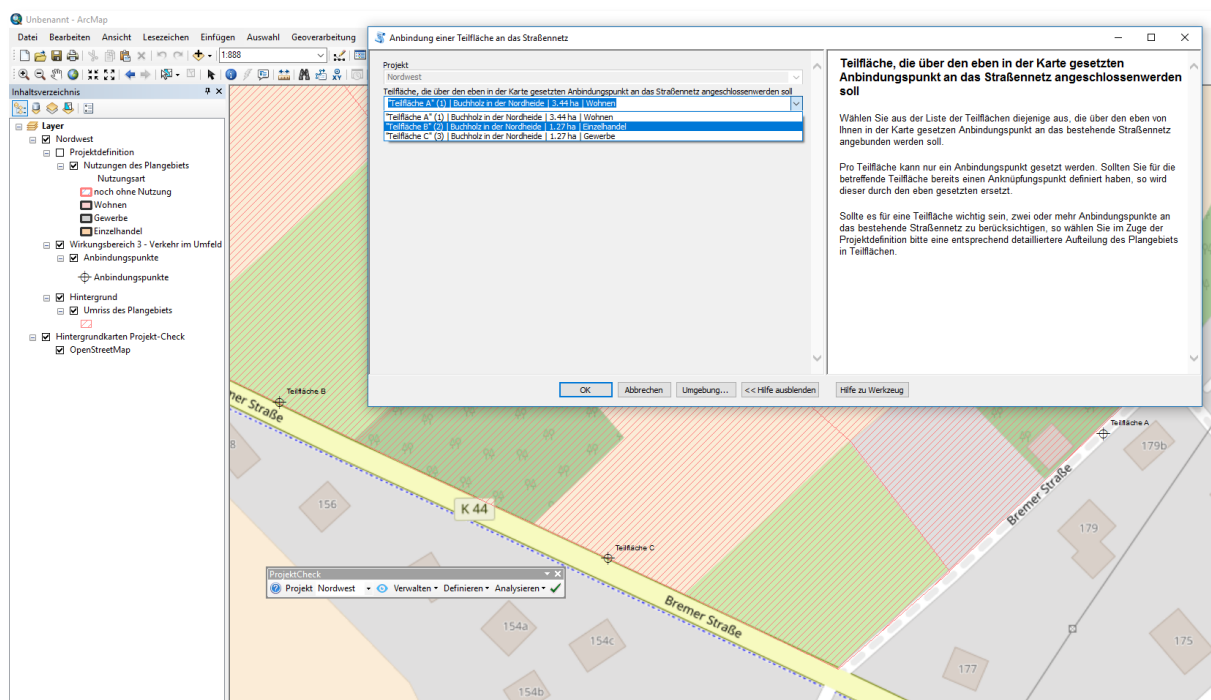 Unbenannt - ArcMap
Datei Bearbeiten Ansicht Lesezeichen Einfügen Auswahl Geoverarbeitung
1:888
Inhaltsverzeichnis
Layer
Nordwest
Projektdefinition
Nutzungen des Plangebiets
Nutzungsart
noch ohne Nutzung
Wohnen
Gewerbe
Einzelhandel
Wirkungsbereich 3 - Verkehr im Umfeld
Anbindungspunkte
Anbindungspunkte
Hintergrund
Umriss des Plangebiets
Hintergrundkarten Projekt-Check
OpenStreetMap
Anbindung einer Teilfläche an das Straßennetz
Projekt
Nordwest
Teilfläche, die über den eben in der Karte gesetzten Anbindungspunkt an das Straßennetz angeschlossenwerden soll
"Teilfläche A" (1) | Buchholz in der Nordheide | 3.44 ha | Wohnen
"Teilfläche A" (1) | Buchholz in der Nordheide | 3.44 ha | Wohnen
"Teilfläche B" (2) | Buchholz in der Nordheide | 1.27 ha | Einzelhandel
"Teilfläche C" (3) | Buchholz in der Nordheide | 1.27 ha | Gewerbe
OK Abbrechen Umgebung... << Hilfe ausblenden Hilfe zu Werkzeug
Teilfläche, die über den eben in der Karte gesetzten
Anbindungspunkt an das Straßennetz angeschlossenwerden
soll
Wählen Sie aus der Liste der Teilflächen diejenige aus, die über den eben von
Ihnen in der Karte gesetzen Anbindungspunkt an das bestehende Straßennetz
angebunden werden soll.
Pro Teilfläche kann nur ein Anbindungspunkt gesetzt werden. Sollten Sie für die
betreffende Teilfläche bereits einen Anknüpfungspunkt definiert haben, so wird
dieser durch den eben gesetzten ersetzt.
Sollte es für eine Teilfläche wichtig sein, zwei oder mehr Anbindungspunkte an
das bestehende Straßennetz zu berücksichtigen, so wählen Sie im Zuge der
Projektdefinition bitte eine entsprechend detailliertere Aufteilung des Plangebiets
in Teilflächen.
Teilfläche B
ner Straße
8
156
K 44
Teilfläche A
179b
Bremer Straße
179
Teilfläche C
ProjektCheck
Projekt Nordwest Verwalten Definieren Analysieren
Bremer Straße
154a
154c
154b
177
175